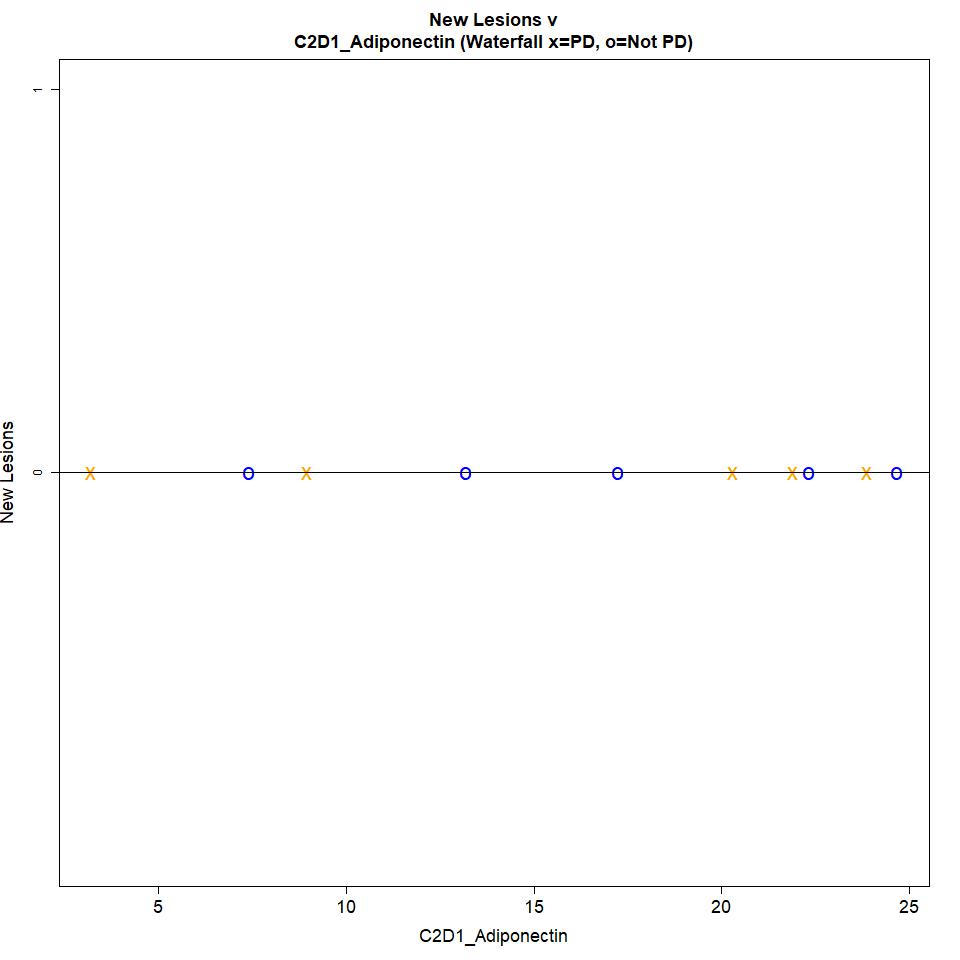 New Lesions v
C2D1_Adiponectin (Waterfall x=PD, o=Not PD)
1
New Lesions
0
x o x o o x x o x o
5 10 15 20 25
C2D1_Adiponectin